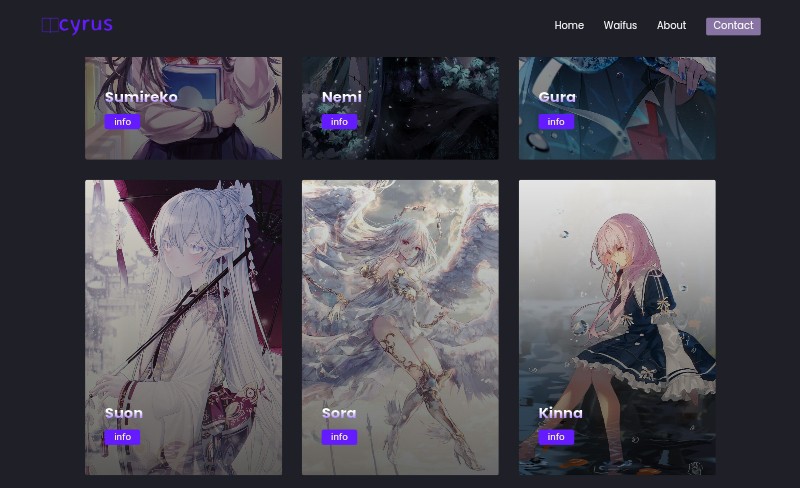 cyrus
Home Waifus About Contact
Sumireko Nemi Gura
info info info
Suon Sora Kinna
info info info